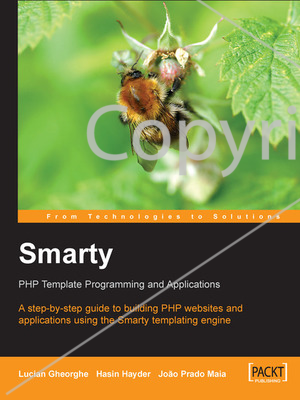 Copyri
From Technologies to Solutions
Smarty
PHP Template Programming and Applications
A step-by-step guide to building PHP websites and
applications using the Smarty templating engine
Lucian Gheorghe Hasin Hayder João Prado Maia
PACKT
PUBLISHING